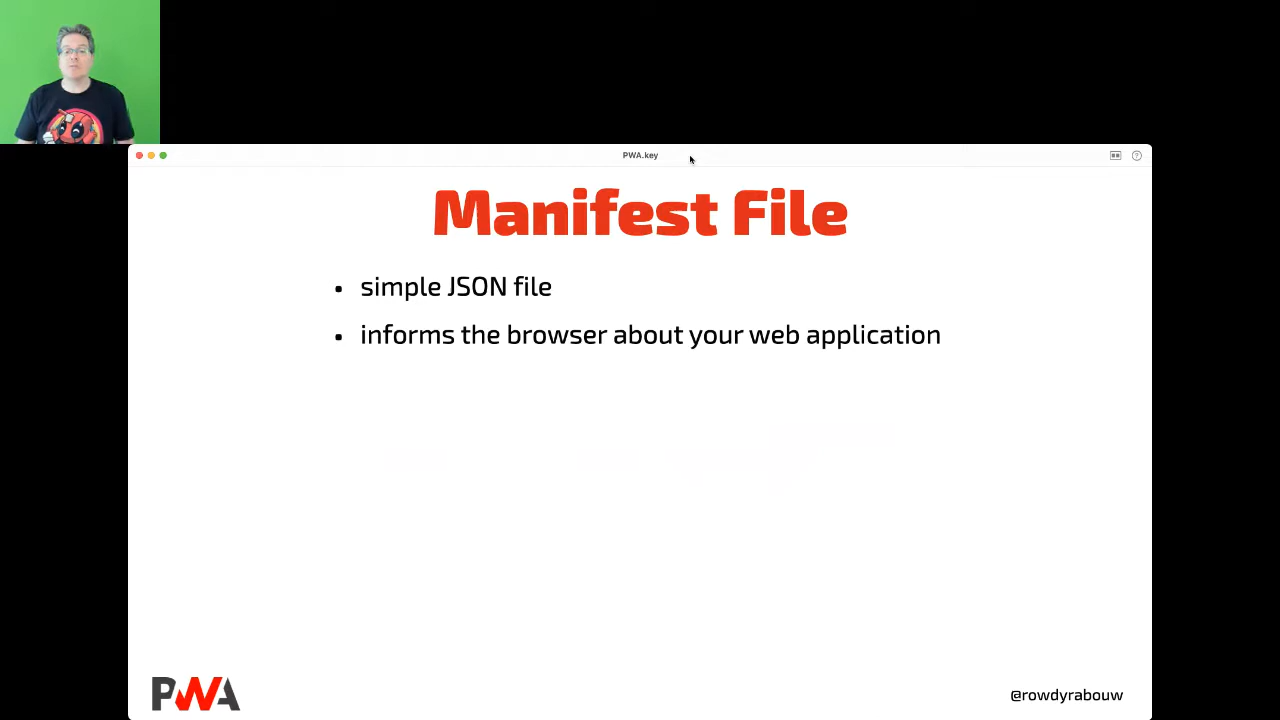 PWA.key
Manifest File
• simple JSON file
• informs the browser about your web application
PWA
@rowdyrabouw